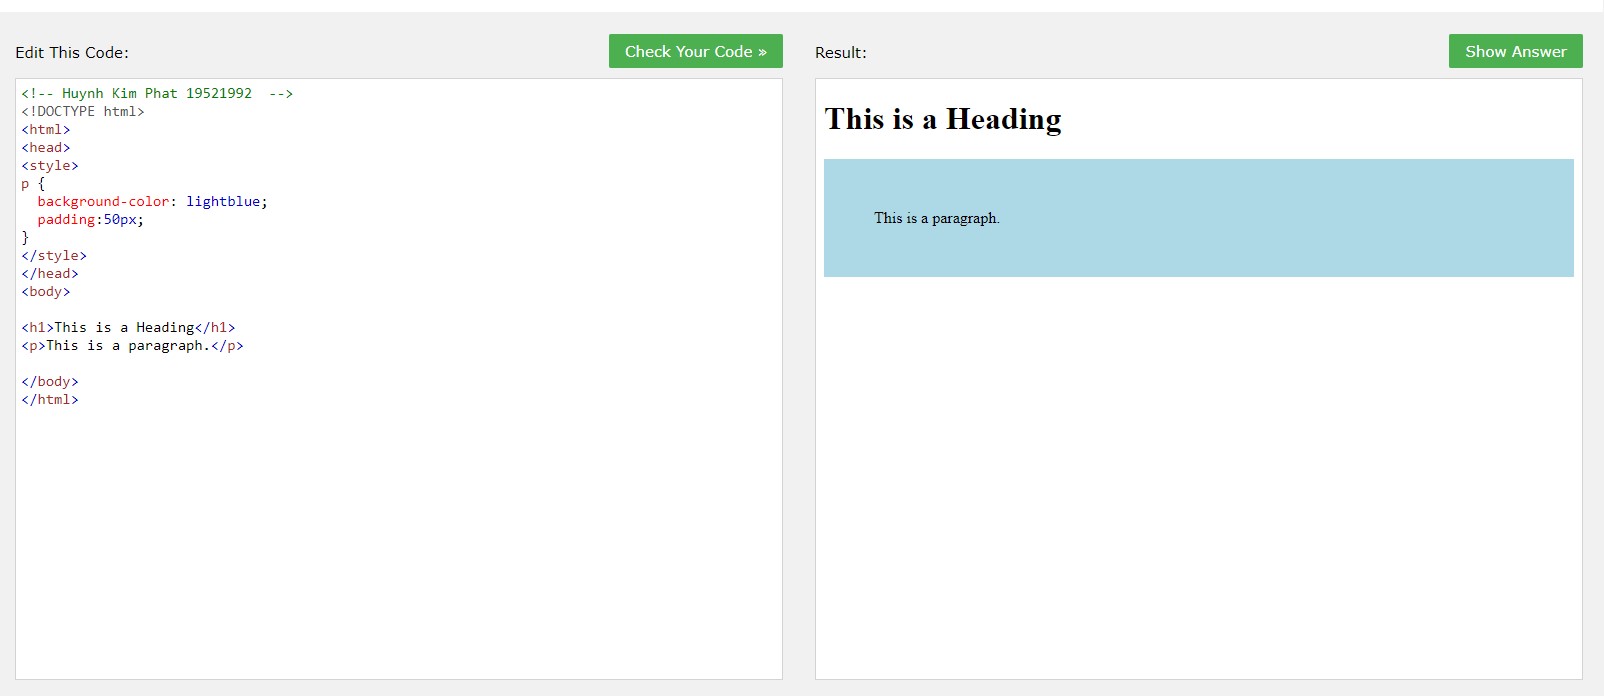 Edit This Code:
Check Your Code »
<!-- Huynh Kim Phat 19521992  -->
<!DOCTYPE html>
<html>
<head>
<style>
p {
  background-color: lightblue;
  padding:50px;
}
</style>
</head>
<body>

<h1>This is a Heading</h1>
<p>This is a paragraph.</p>

</body>
</html>
Result:
Show Answer
This is a Heading
This is a paragraph.